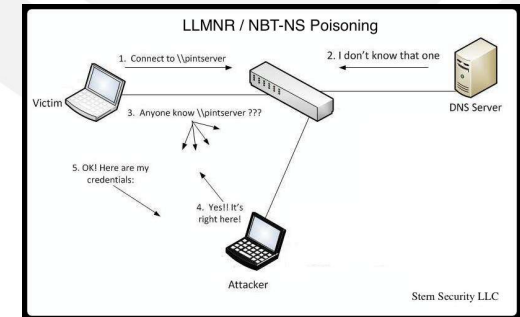 LLMNR / NBT-NS Poisoning
1. Connect to \\pintserver
2. I don't know that one
Victim
DNS Server
3. Anyone know \\pintserver ???
5. OK! Here are my
credentials:
4. Yes!! It's
right here!
Attacker
Stern Security LLC